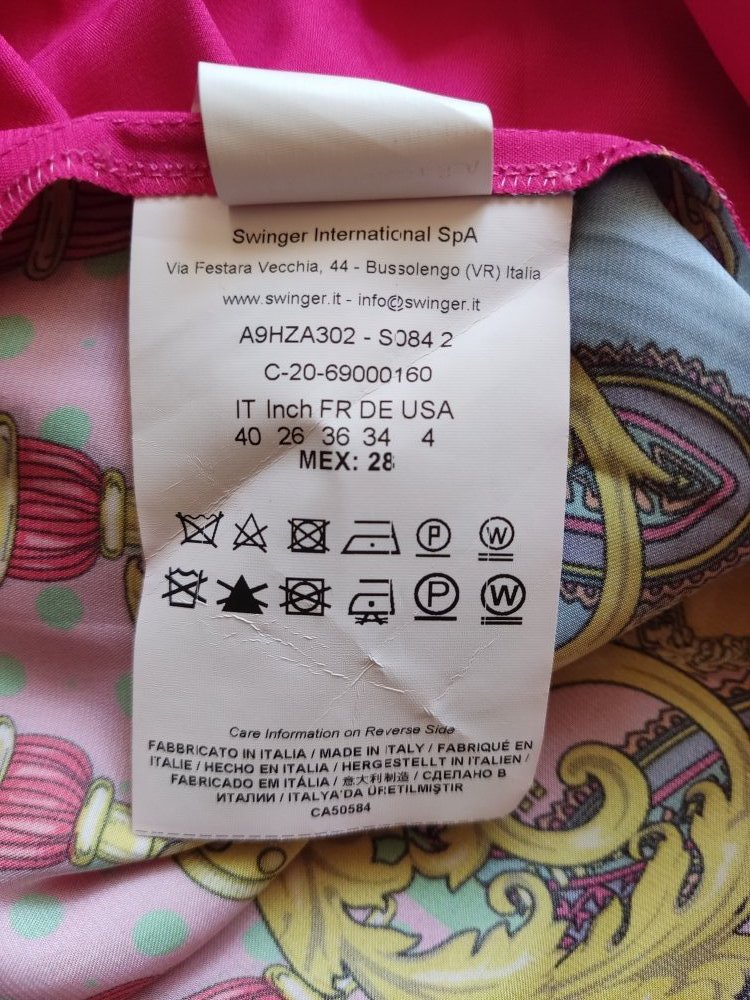 Swinger International SpA
Via Festara Vecchia, 44 - Bussolengo (VR) Italia
www.swinger.it - info@swinger.it
A9HZA302 - S084 2
C-20-69000160
IT Inch FR DE USA
40 26 36 34 4
MEX: 28
P W
P W
Care Information on Reverse Side
FABBRICATO IN ITALIA / MADE IN ITALY / FABRIQUÉ EN
ITALIE / HECHO EN ITALIA / HERGESTELLT IN ITALIEN /
FABRICADO EM ITÁLIA / 意大利制造 / СДЕЛАНО В
ИТАЛИИ / ITALYA'DA ÜRETILMIŞTIR
CA50584